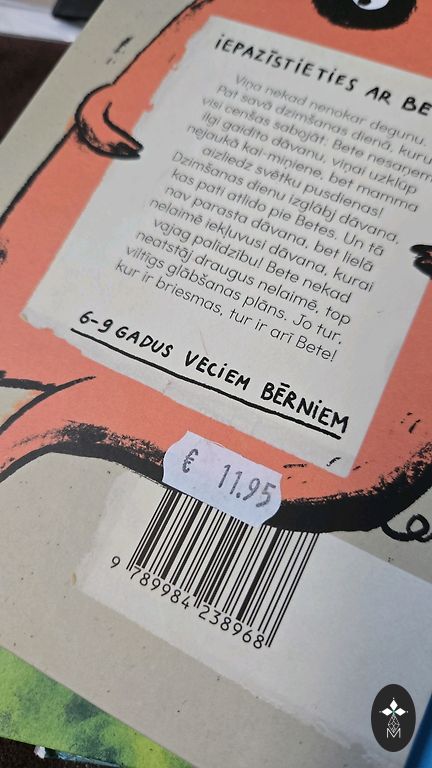 IEPAZĪSTIETIES AR BE
Viņa nekad nenokar degunu.
Pat savā dzimšanas dienā, kuru
visi cenšas sabojāt. Bete nesaņem
ilgi gaidīto dāvanu, viņai uzklūp
nejaukā kai-miņiene, bet mamma
aizliedz svētku pusdienas!
Dzimšanas dienu izglābj dāvana,
kas pati atlido pie Betes. Un tā
nav parasta dāvana, bet lielā
nelaimē iekļuvusi dāvana, kurai
vajag palīdzību! Bete nekad
neatstāj draugus nelaimē, top
viltīgs glābšanas plāns. Jo tur,
kur ir briesmas, tur ir arī Bete!
6-9 GADUS VECIEM BĒRNIEM
€ 11.95
9 789984 238968
M